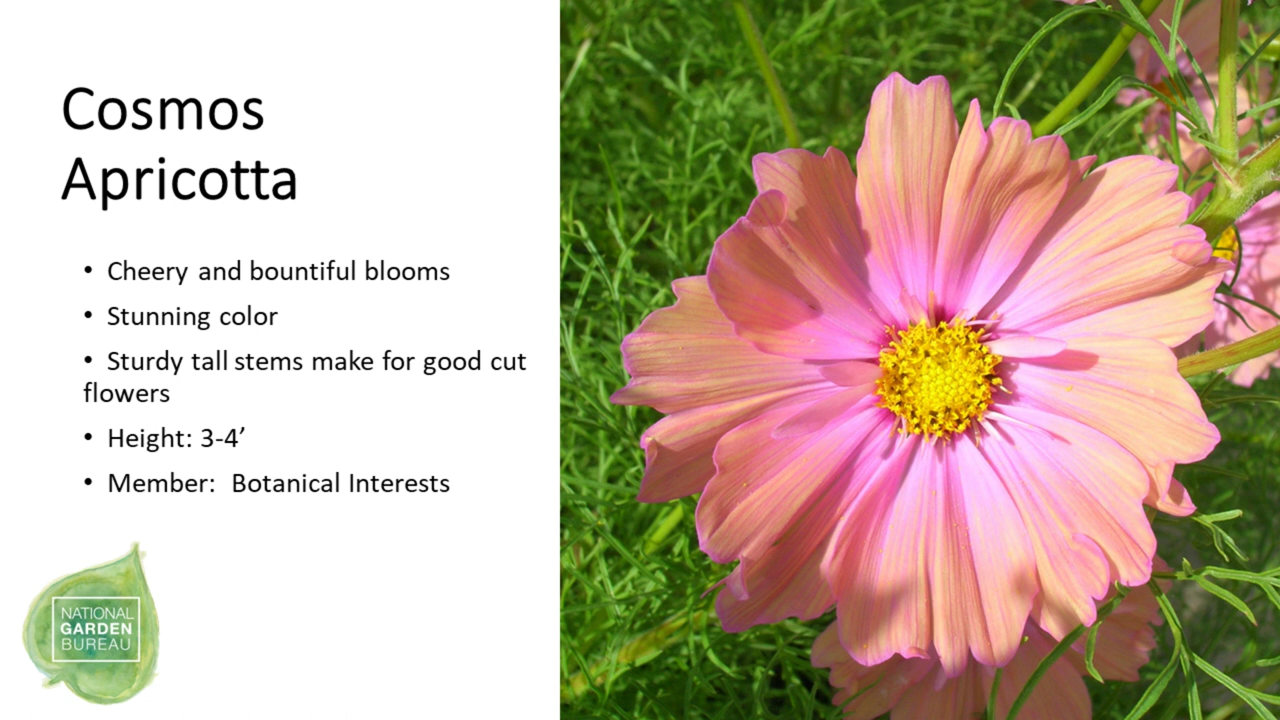 Cosmos
Apricotta
• Cheery and bountiful blooms
• Stunning color
• Sturdy tall stems make for good cut
flowers
• Height: 3-4’
• Member:  Botanical Interests
NATIONAL
GARDEN
BUREAU